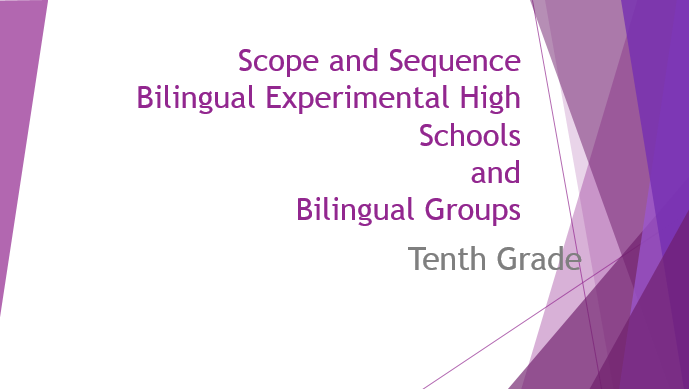 Scope and Sequence
Bilingual Experimental High
Schools
and
Bilingual Groups
Tenth Grade